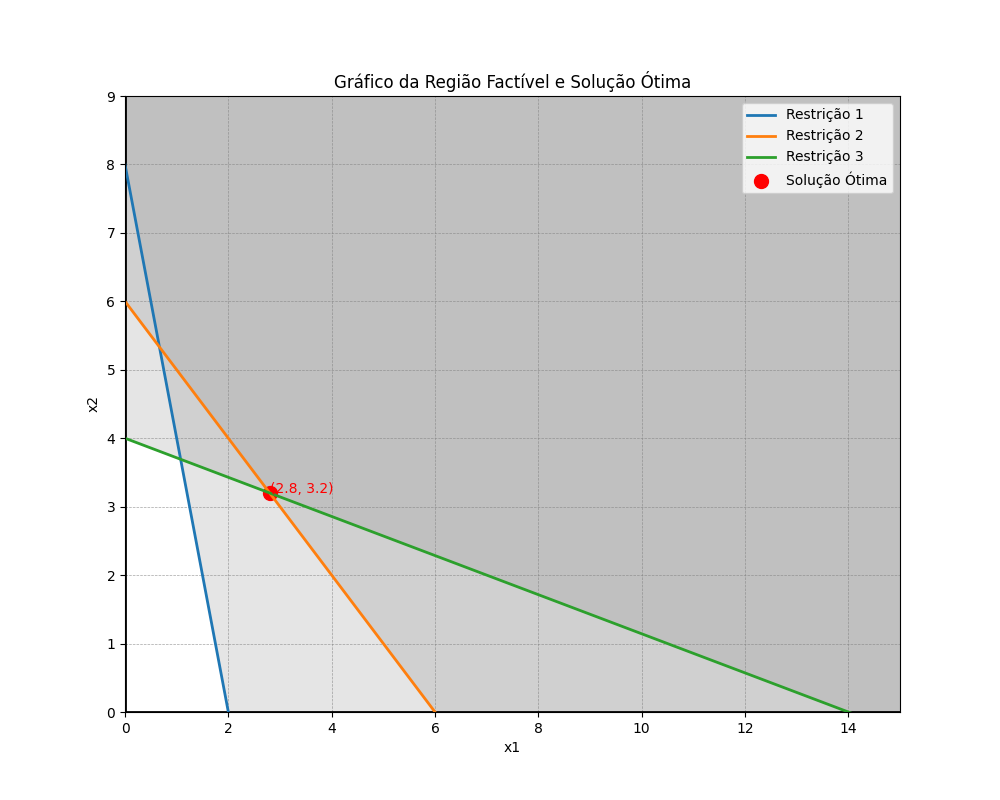 Gráfico da Região Factível e Solução Ótima
9
8
7
6
5
4
3
2
1
0
x2
Restrição 1
Restrição 2
Restrição 3
Solução Ótima
(2.8, 3.2)
0 2 4 6 8 10 12 14
x1